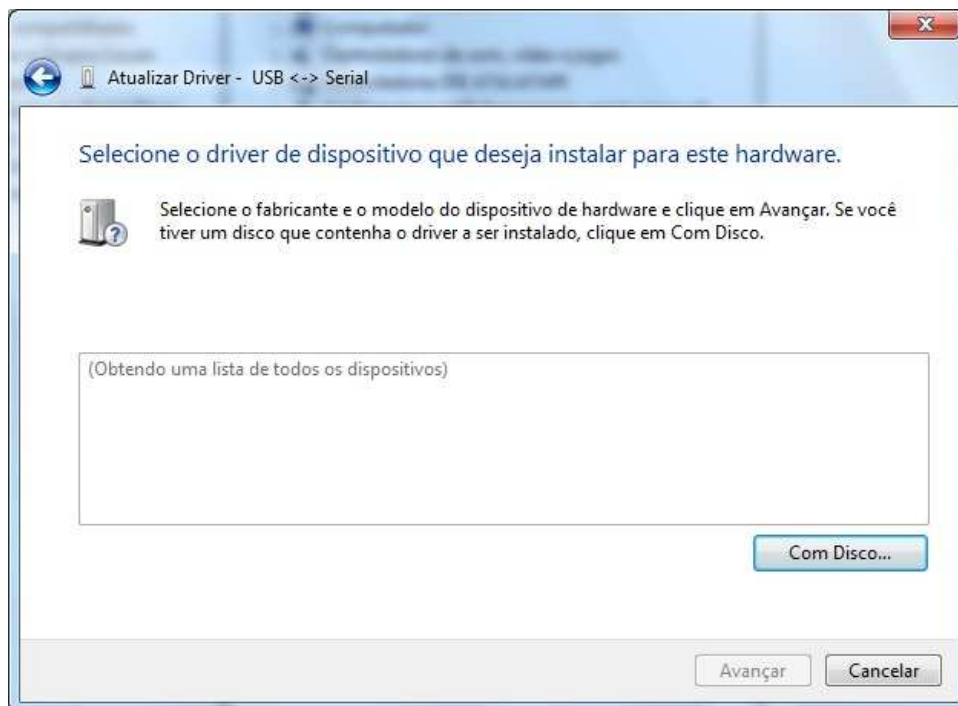 Atualizar Driver - USB <-> Serial
Selecione o driver de dispositivo que deseja instalar para este hardware.
Selecione o fabricante e o modelo do dispositivo de hardware e clique em Avançar. Se você
tiver um disco que contenha o driver a ser instalado, clique em Com Disco.
(Obtendo uma lista de todos os dispositivos)
Com Disco...
Avançar
Cancelar